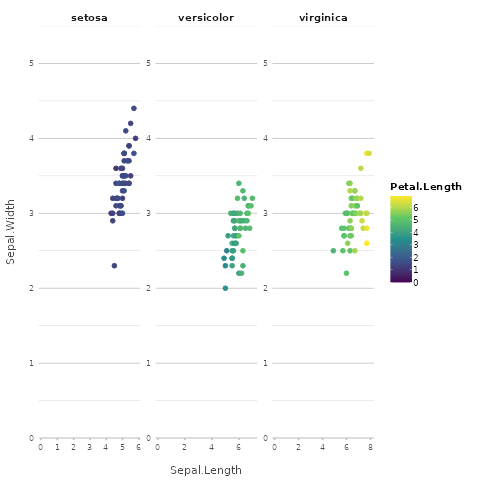 setosa versicolor virginica
Sepal.Width
5 5 5
4 4 4
3 3 3
2 2 2
1 1 1
0 0 0
0 1 2 3 4 5 6 0 2 4 6 0 2 4 6 8
Sepal.Length
Petal.Length
6
5
4
3
2
1
0